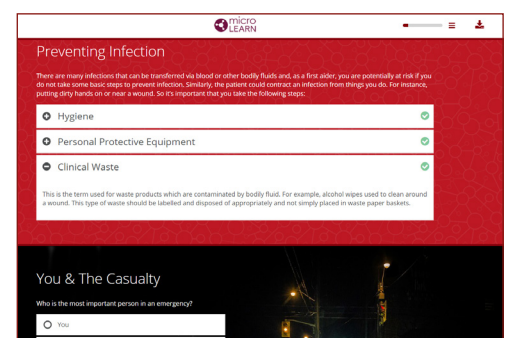 micro
LEARN
Preventing Infection
There are many infections that can be transferred via blood or other bodily fluids and, as a first aider, you are potentially at risk if you
do not take some basic steps to prevent infection. Similarly, the patient could contract an infection from things you do. For instance,
putting dirty hands on or near a wound. So it's important that you take the following steps:
Hygiene
Personal Protective Equipment
Clinical Waste
This is the term used for waste products which are contaminated by bodily fluid. For example, alcohol wipes used to clean around
a wound. This type of waste should be labelled and disposed of appropriately and not simply placed in waste paper baskets.
You & The Casualty
Who is the most important person in an emergency?
You